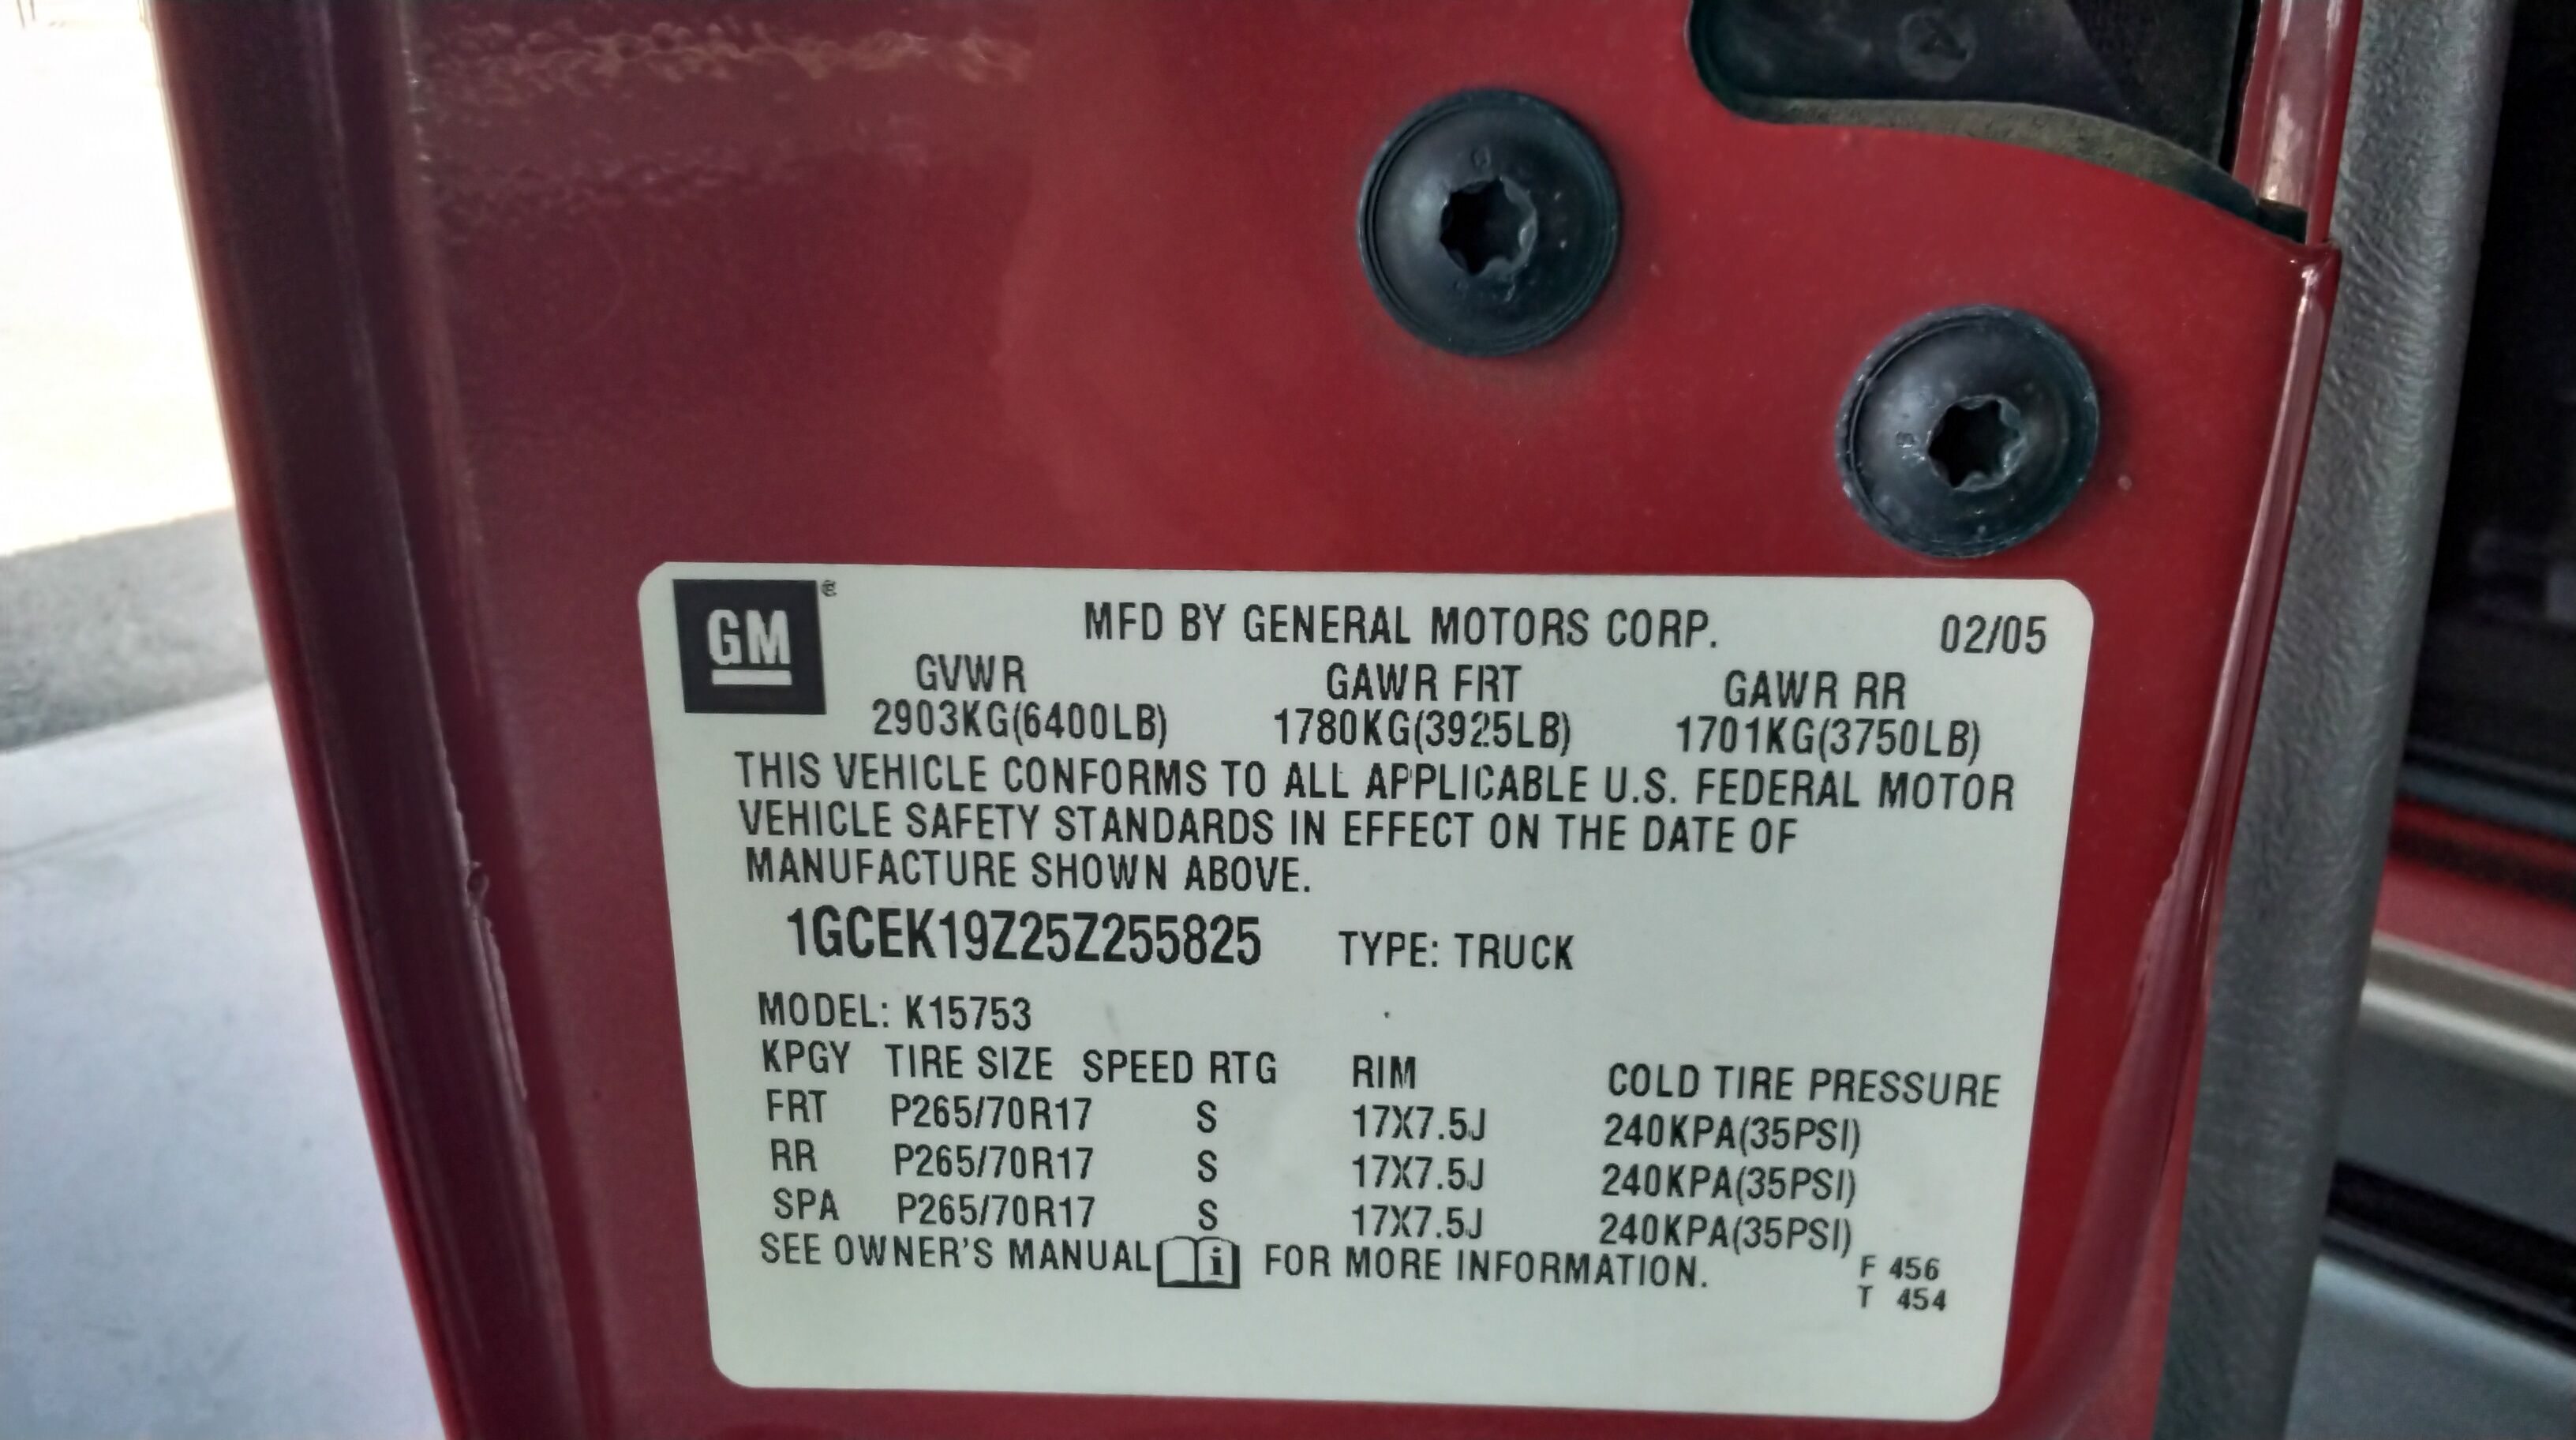 GM ® MFD BY GENERAL MOTORS CORP. 02/05
GVWR GAWR FRT GAWR RR
2903KG(6400LB) 1780KG(3925LB) 1701KG(3750LB)
THIS VEHICLE CONFORMS TO ALL APPLICABLE U.S. FEDERAL MOTOR
VEHICLE SAFETY STANDARDS IN EFFECT ON THE DATE OF
MANUFACTURE SHOWN ABOVE.
1GCEK19Z25Z255825 TYPE: TRUCK
MODEL: K15753
KPGY TIRE SIZE SPEED RTG RIM COLD TIRE PRESSURE
FRT P265/70R17 S 17X7.5J 240KPA(35PSI)
RR P265/70R17 S 17X7.5J 240KPA(35PSI)
SPA P265/70R17 S 17X7.5J 240KPA(35PSI)
SEE OWNER'S MANUAL i FOR MORE INFORMATION.
F 456
T 454